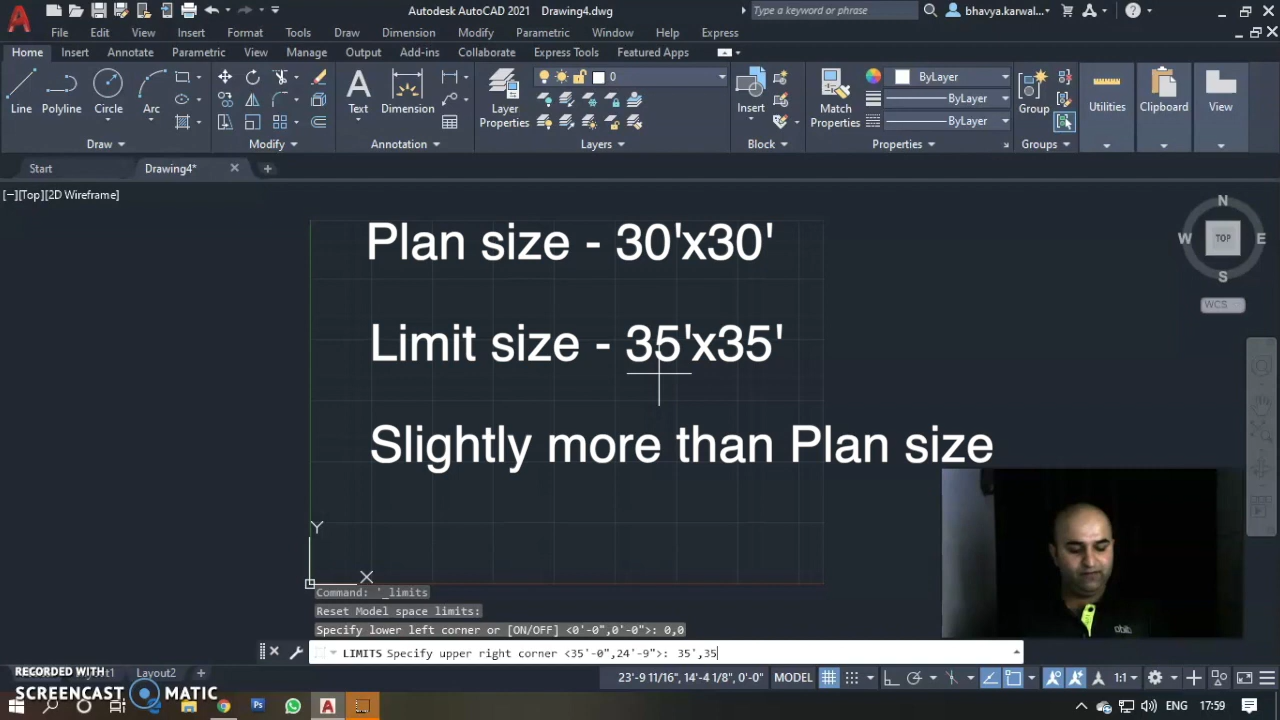 Autodesk AutoCAD 2021 Drawing4.dwg
Type a keyword or phrase
bhavya.karwal...
File Edit View Insert Format Tools Draw Dimension Modify Parametric Window Help Express
Home Insert Annotate Parametric View Manage Output Add-ins Collaborate Express Tools Featured Apps
Line Polyline Circle Arc
Text Dimension
Layer Properties
0
Insert
Match Properties
ByLayer
ByLayer
ByLayer
Group
Utilities
Clipboard
View
Draw Modify Annotation Layers Block Properties Groups
Start Drawing4*
[−][Top][2D Wireframe]
N
W TOP E
S
WCS
Plan size - 30'x30'
Limit size - 35'x35'
Slightly more than Plan size
Y
X
Command: '_limits
Reset Model space limits:
Specify lower left corner or [ON/OFF] <0'-0",0'-0">: 0,0
LIMITS Specify upper right corner <35'-0",24'-9">: 35',35
Layout2
23'-9 11/16", 14'-4 1/8", 0'-0" MODEL 1:1
RECORDED WITH
SCREENCAST MATIC
17:59